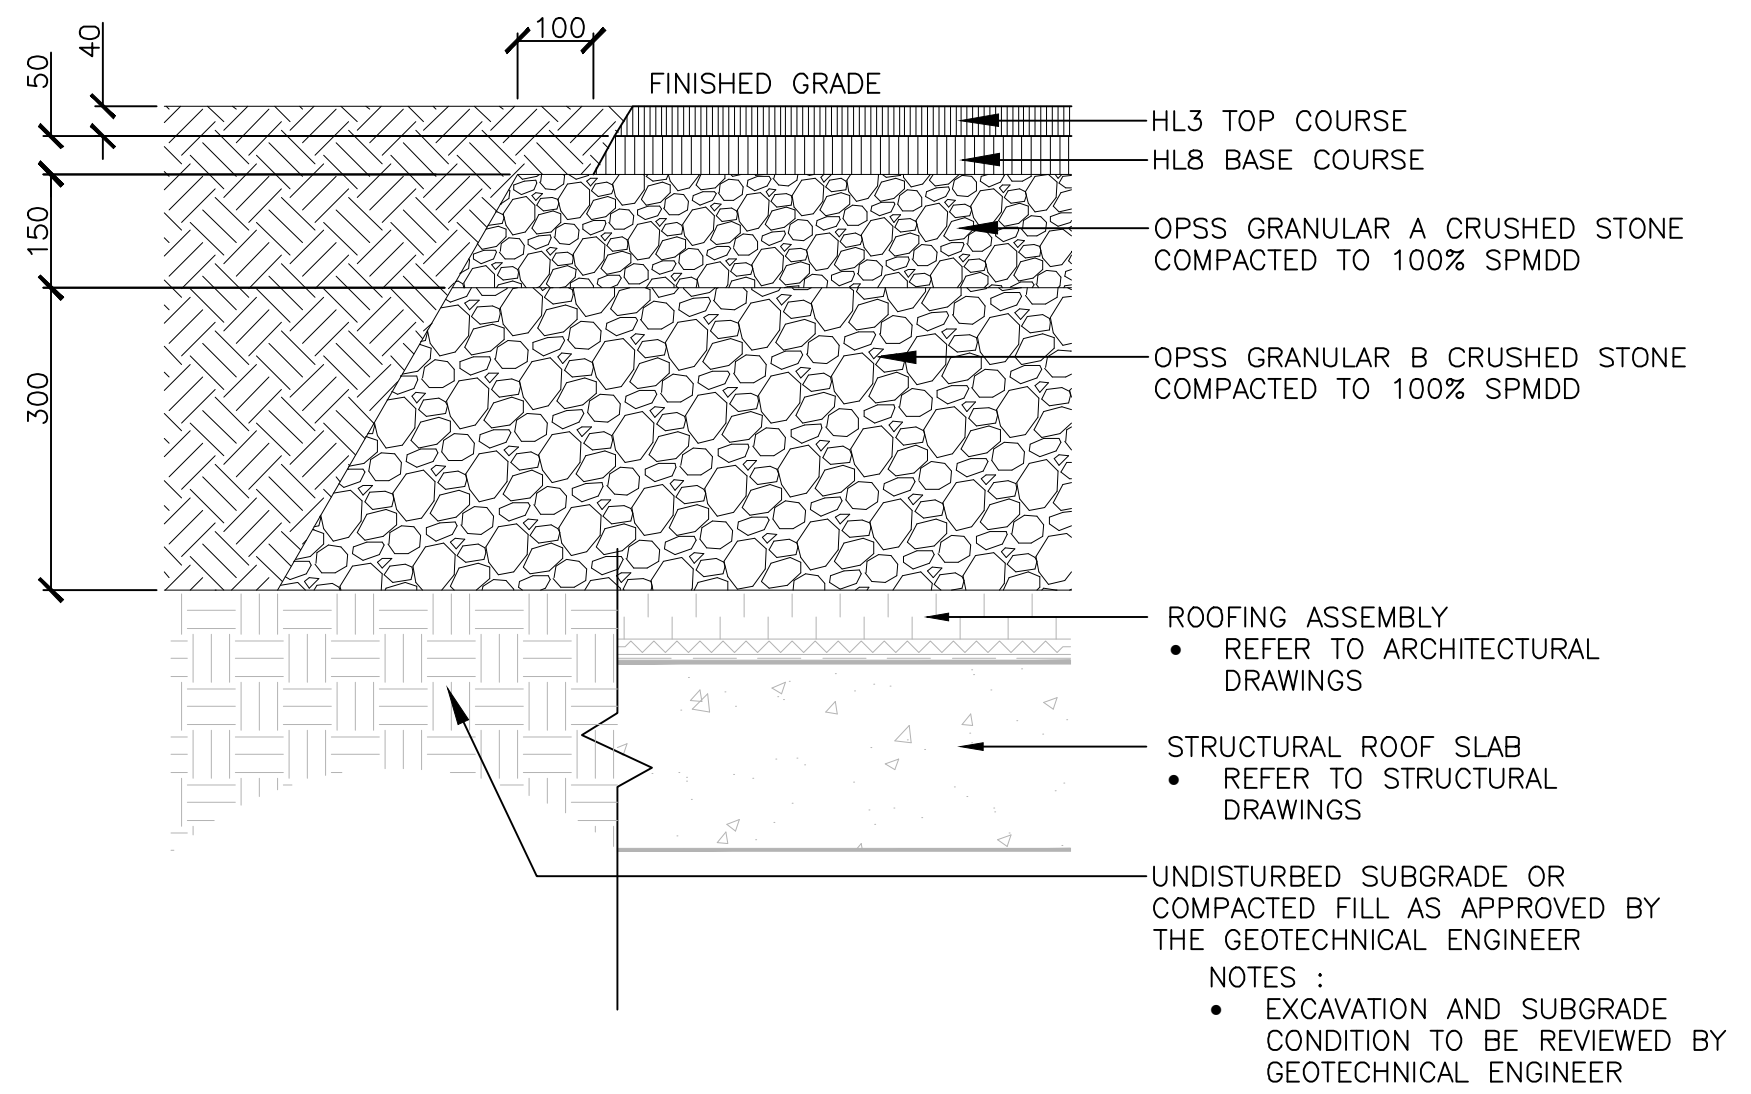 100
40
50
FINISHED GRADE
HL3 TOP COURSE
HL8 BASE COURSE
150
OPSS GRANULAR A CRUSHED STONE
COMPACTED TO 100% SPMDD
300
OPSS GRANULAR B CRUSHED STONE
COMPACTED TO 100% SPMDD
ROOFING ASSEMBLY
• REFER TO ARCHITECTURAL
DRAWINGS
STRUCTURAL ROOF SLAB
• REFER TO STRUCTURAL
DRAWINGS
UNDISTURBED SUBGRADE OR
COMPACTED FILL AS APPROVED BY
THE GEOTECHNICAL ENGINEER
NOTES :
• EXCAVATION AND SUBGRADE
CONDITION TO BE REVIEWED BY
GEOTECHNICAL ENGINEER